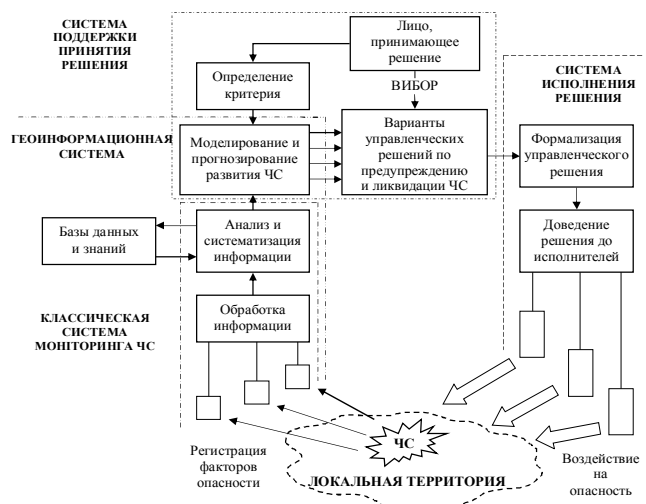 СИСТЕМА
ПОДДЕРЖКИ
ПРИНЯТИЯ
РЕШЕНИЯ
Лицо,
принимающее
решение
Определение
критерия
ВЫБОР
СИСТЕМА
ИСПОЛНЕНИЯ
РЕШЕНИЯ
ГЕОИНФОРМАЦИОННАЯ
СИСТЕМА
Моделирование и
прогнозирование
развития ЧС
Варианты
управленческих
решений по
предупреждению
и ликвидации ЧС
Формализация
управленческого
решения
Базы данных
и знаний
Анализ и
систематизация
информации
Доведение
решения до
исполнителей
КЛАССИЧЕСКАЯ
СИСТЕМА
МОНІТОРИНГА ЧС
Обработка
информации
Регистрация
факторов
опасности
ЧС
ЛОКАЛЬНАЯ ТЕРРИТОРИЯ
Воздействие
на
опасность